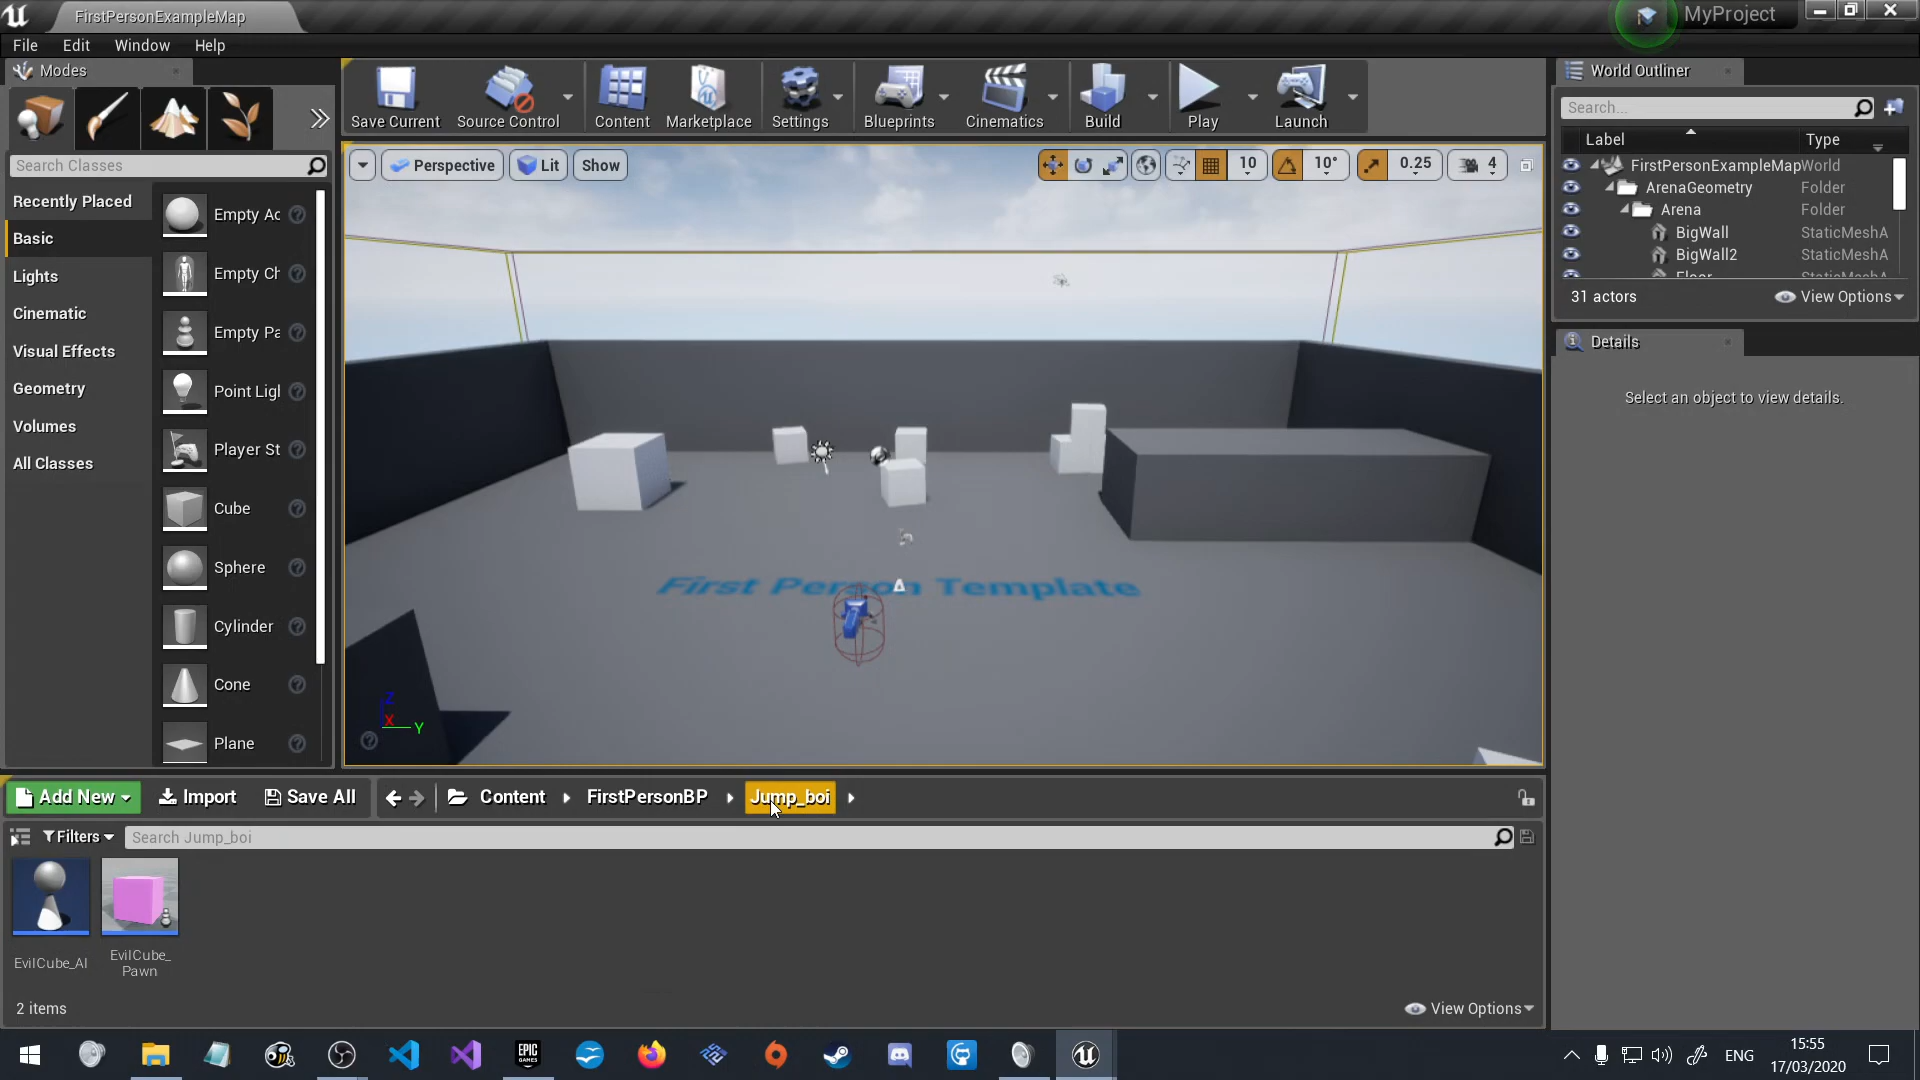 FirstPersonExampleMap
MyProject
File Edit Window Help
Modes
Save Current
Source Control
Content
Marketplace
Settings
Blueprints
Cinematics
Build
Play
Launch
World Outliner
Search...
Label
Type
Search Classes
Perspective
Lit
Show
10
10°
0.25
4
FirstPersonExampleMap World
ArenaGeometry Folder
Arena Folder
BigWall StaticMeshA
BigWall2 StaticMeshA
Floor StaticMeshA
31 actors
View Options
Recently Placed
Basic
Lights
Cinematic
Visual Effects
Geometry
Volumes
All Classes
Empty Ac
Empty Ch
Empty Pa
Point Ligl
Player St
Cube
Sphere
Cylinder
Cone
Plane
Details
Select an object to view details.
First Person Template
Z
X
Y
Add New
Import
Save All
Content
FirstPersonBP
Jump_boi
Filters
Search Jump_boi
EvilCube_AI
EvilCube_
Pawn
2 items
View Options
EPIC
GAMES
ENG
15:55
17/03/2020